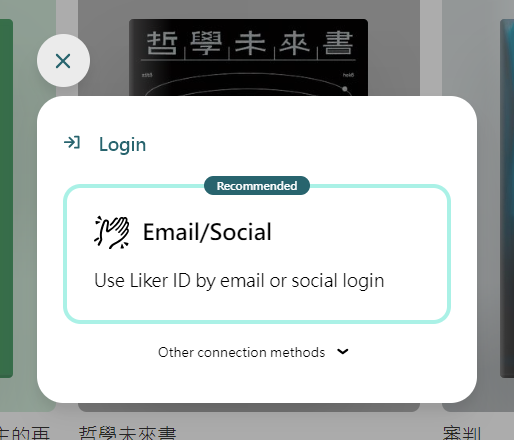 哲學未來書
Login
Recommended
Email/Social
Use Liker ID by email or social login
Other connection methods
主的再
哲學未來書
審判